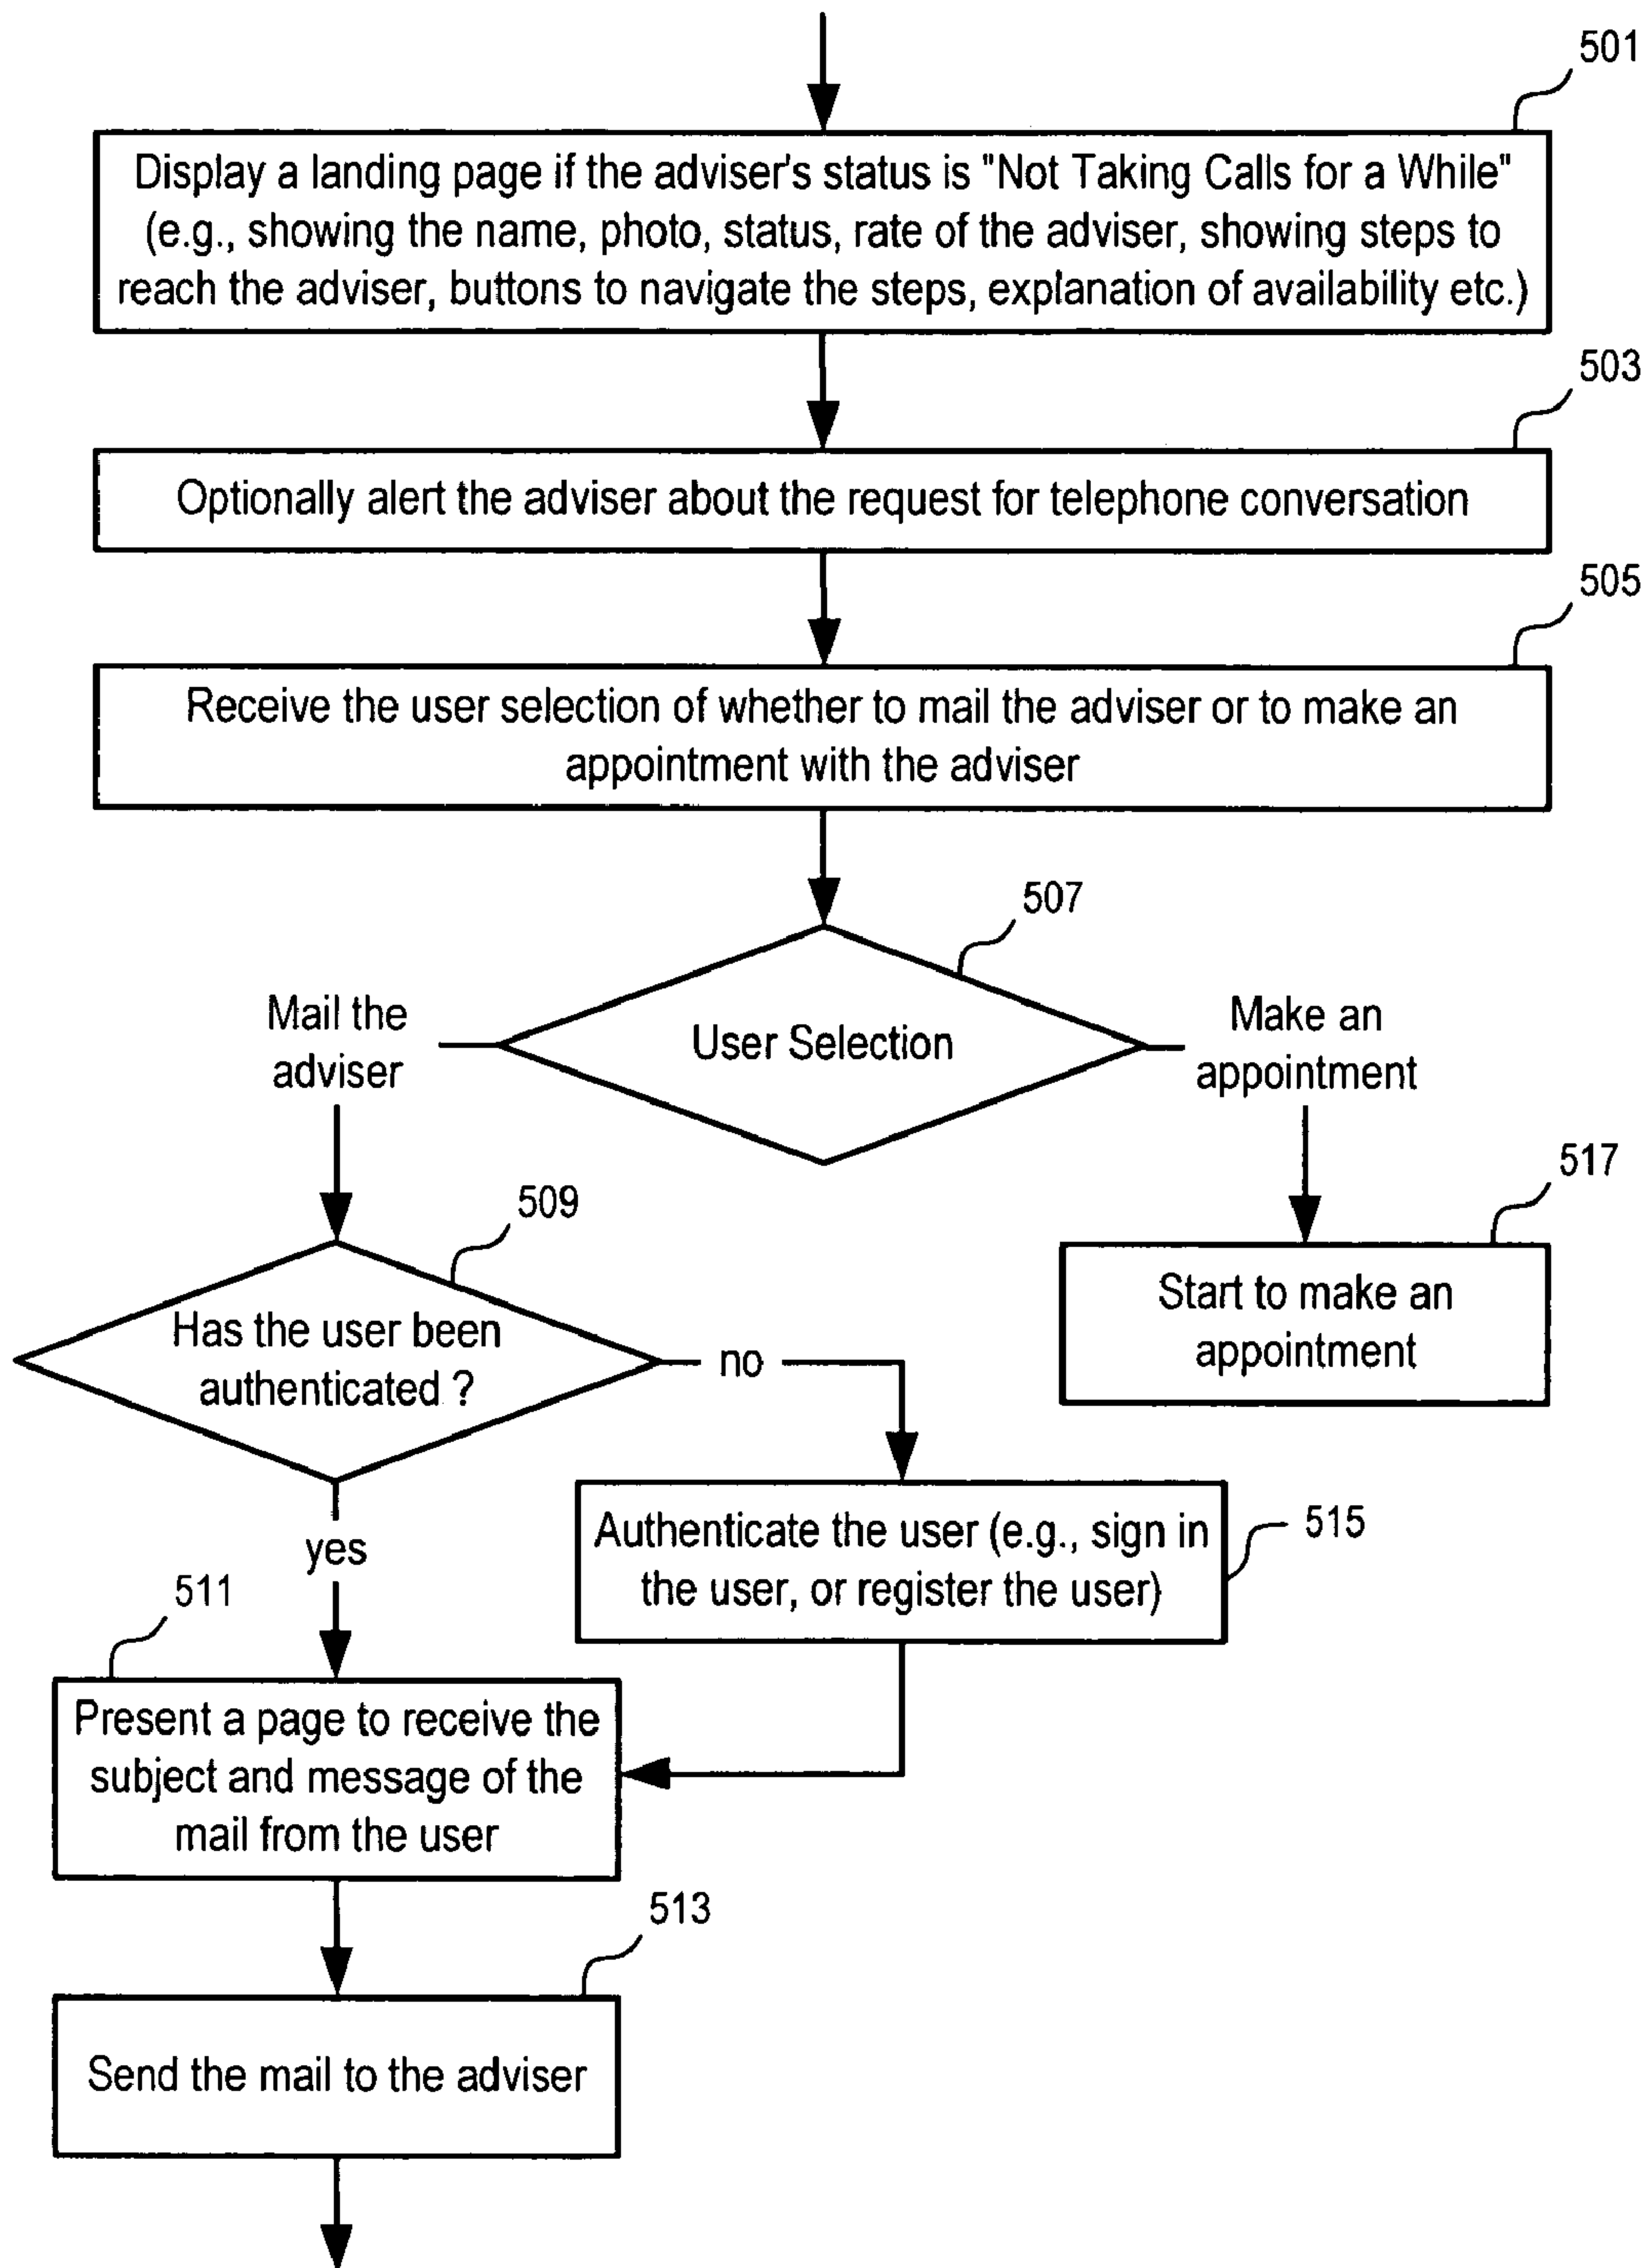 501
Display a landing page if the adviser's status is "Not Taking Calls for a While"
(e.g., showing the name, photo, status, rate of the adviser, showing steps to
reach the adviser, buttons to navigate the steps, explanation of availability etc.)
503
Optionally alert the adviser about the request for telephone conversation
505
Receive the user selection of whether to mail the adviser or to make an
appointment with the adviser
507
User Selection
Mail the
adviser
Make an
appointment
509
Has the user been
authenticated ?
no
yes
517
Start to make an
appointment
515
Authenticate the user (e.g., sign in
the user, or register the user)
511
Present a page to receive the
subject and message of the
mail from the user
513
Send the mail to the adviser